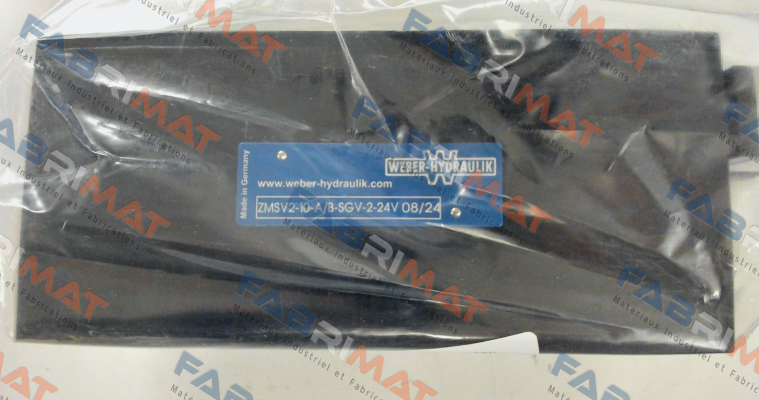 Made in Germany
WEBER-HYDRAULIK
www.weber-hydraulik.com
ZMSV2-10-A/B-SGV-2-24V 08/24
FABRIMAT
Materiaux Industriel et Fabrications